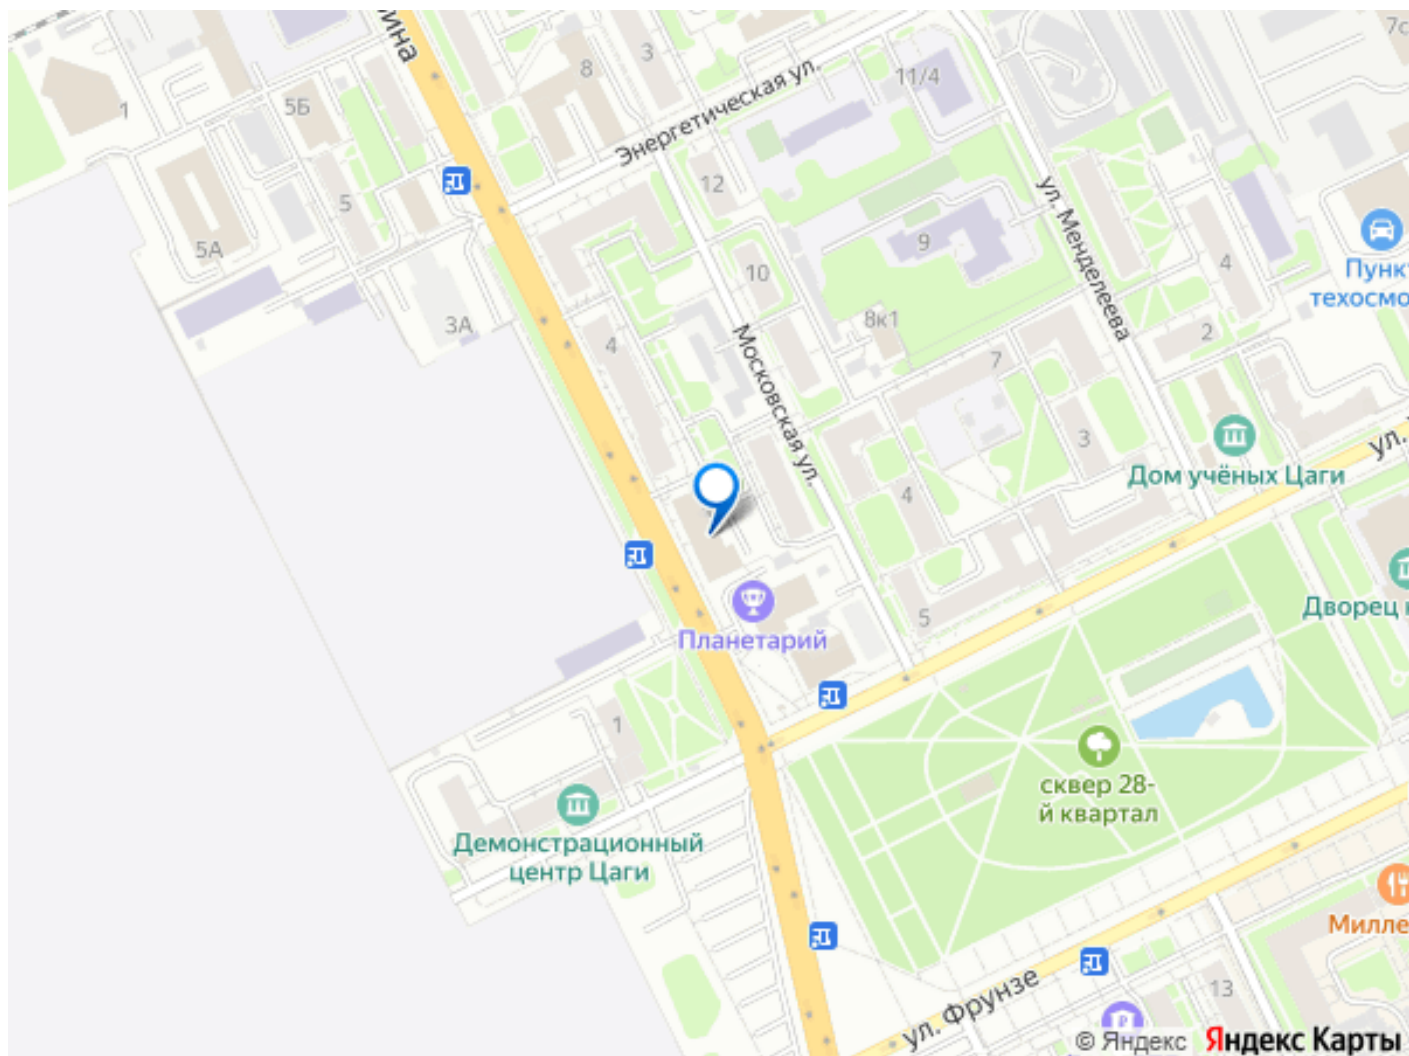 7с
3
8
11/4
1
5Б
Энергетическая ул.
12
5
ул. Менделеева
5А
9
4
Пункт
техосмо
10
3А
8к1
4
2
Московская ул.
7
3
ул.
Дом учёных Цаги
4
Дворец
5
Планетарий
1
сквер 28-
й квартал
Демонстрационный
центр Цаги
Милле
13
ул. Фрунзе
© Яндекс Яндекс Карты